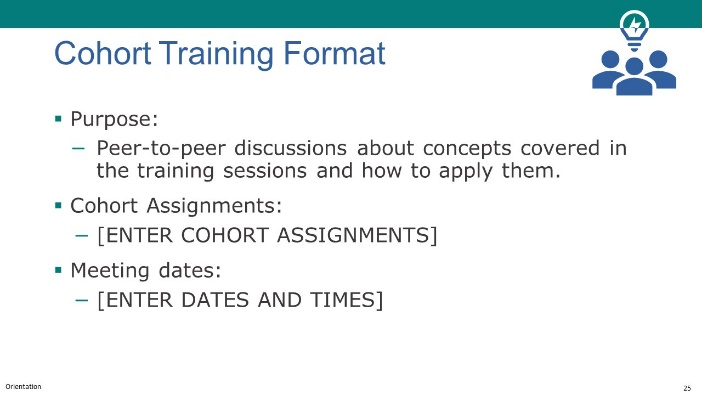 Cohort Training Format
▪ Purpose:
– Peer-to-peer discussions about concepts covered in
the training sessions and how to apply them.
▪ Cohort Assignments:
– [ENTER COHORT ASSIGNMENTS]
▪ Meeting dates:
– [ENTER DATES AND TIMES]
Orientation
25